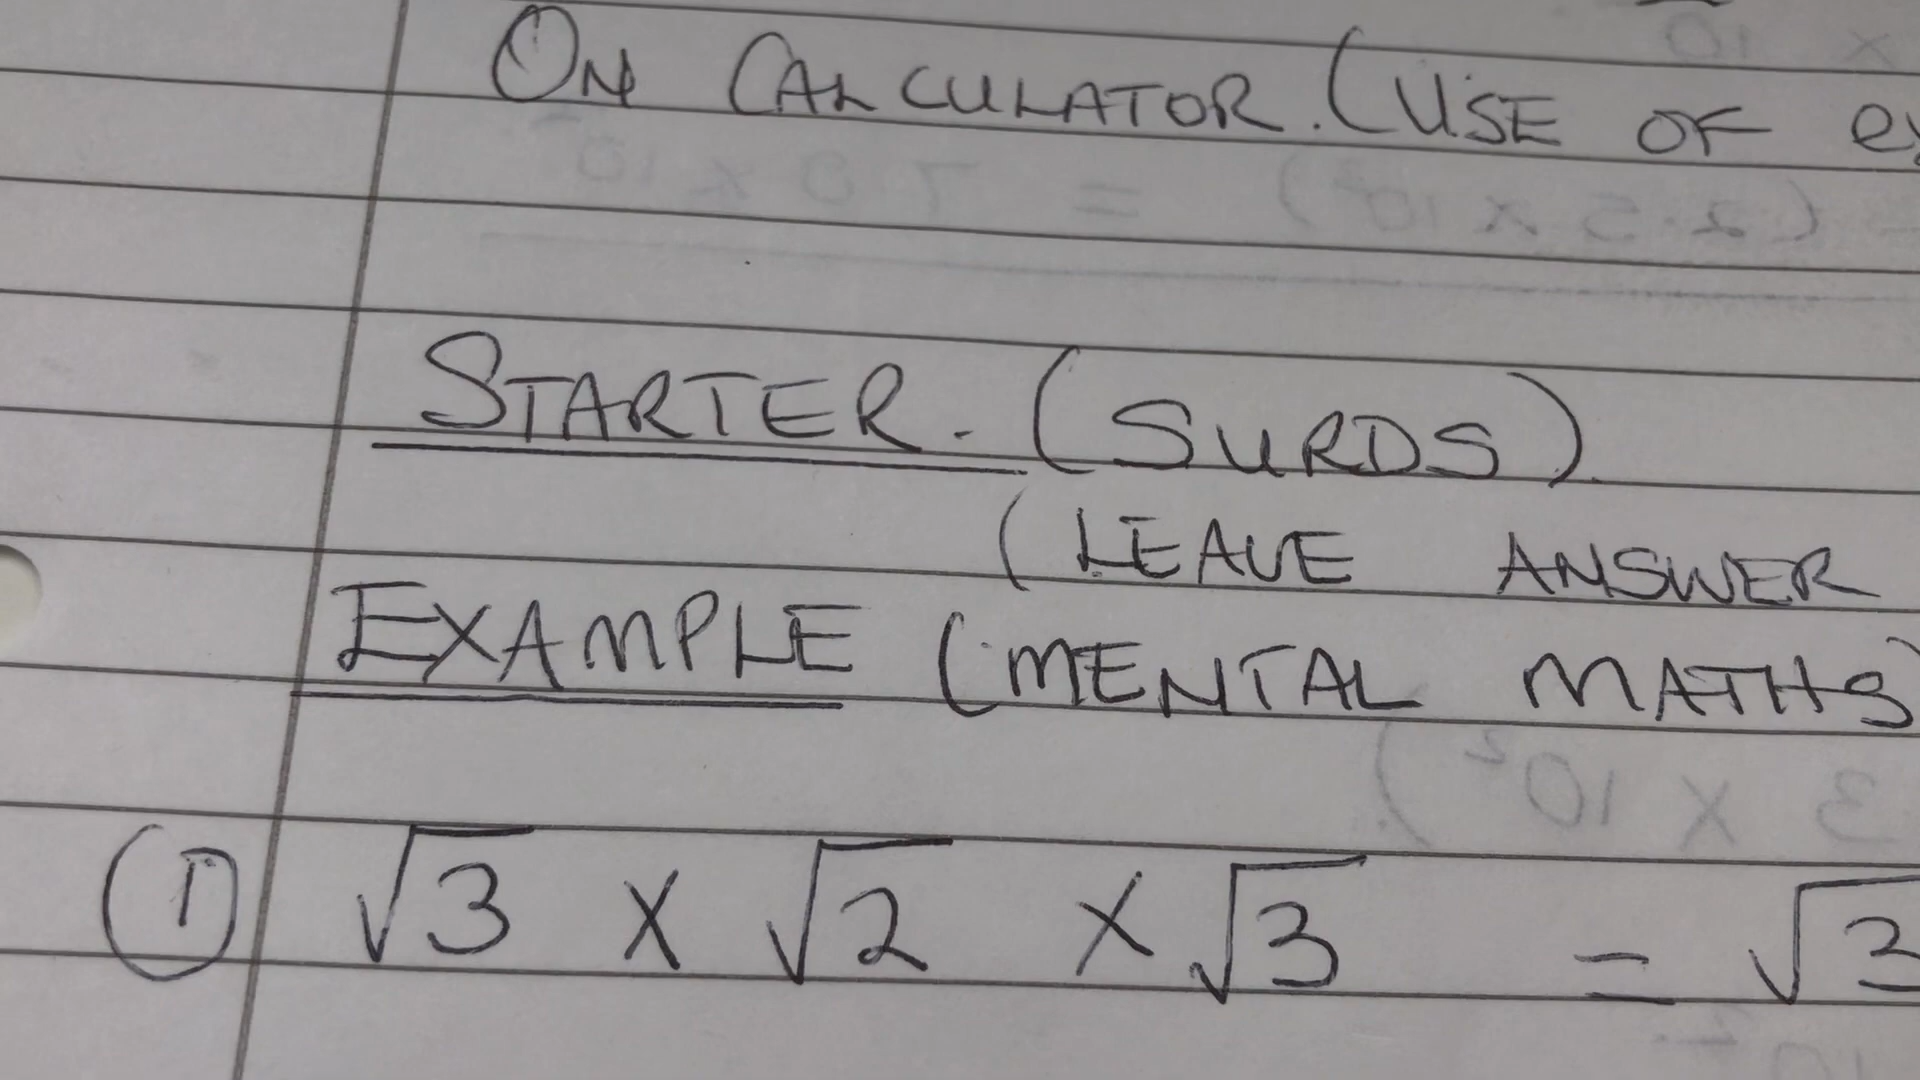 ON CALCULATOR. (USE OF
STARTER. (SURDS)
(LEAVE ANSWER
EXAMPLE (MENTAL MATHS)
① √3 × √2 × √3 = √3